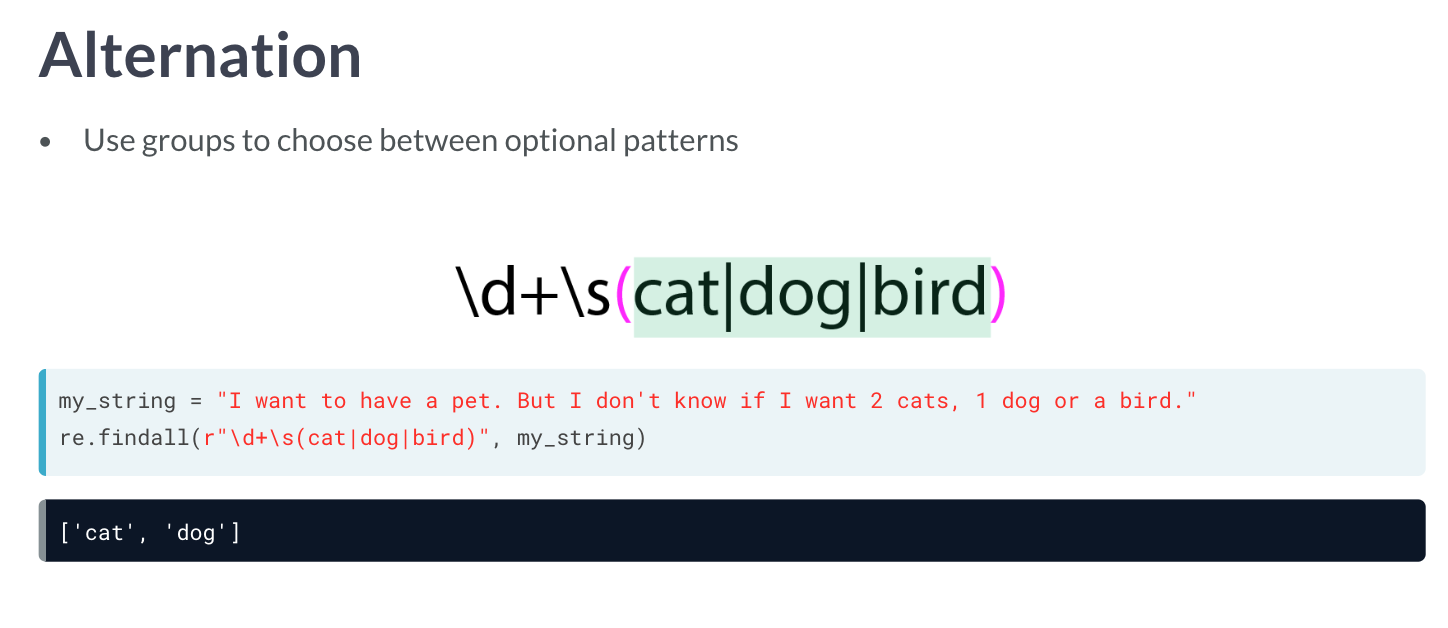 Alternation
• Use groups to choose between optional patterns
\d+\s(cat|dog|bird)
my_string = "I want to have a pet. But I don't know if I want 2 cats, 1 dog or a bird."
re.findall(r"\d+\s(cat|dog|bird)", my_string)
['cat', 'dog']